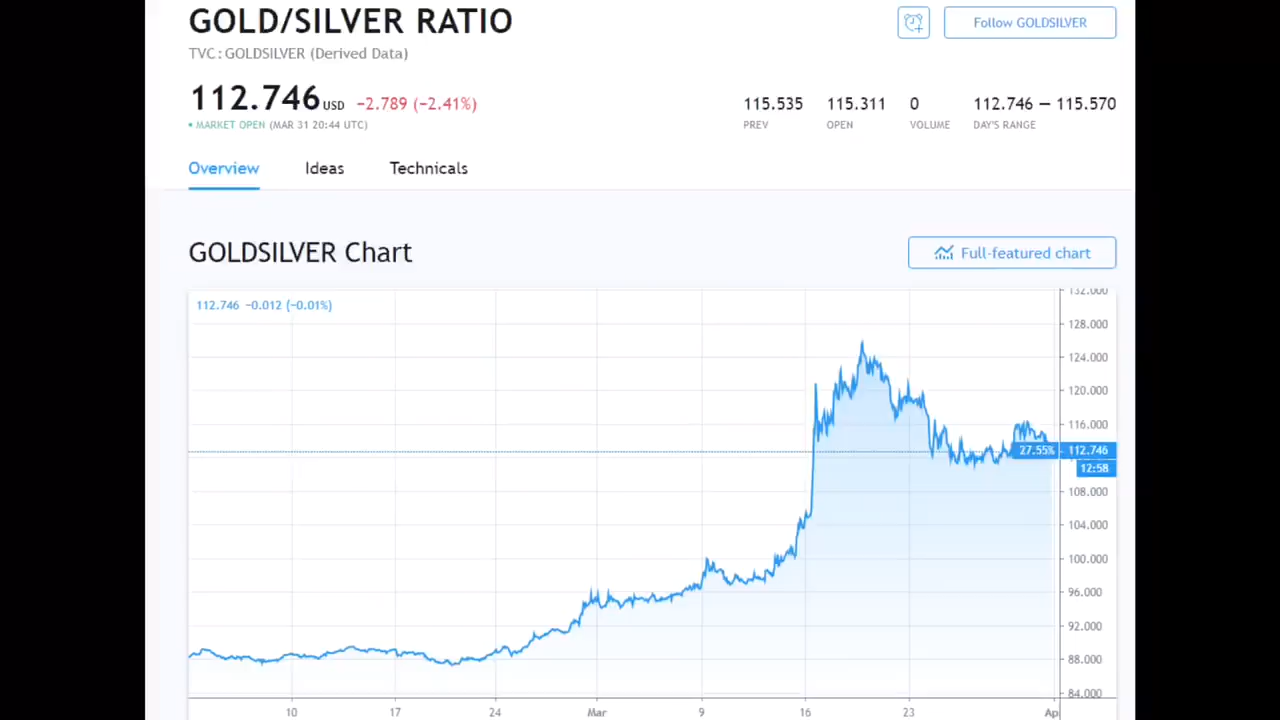 GOLD/SILVER RATIO
Follow GOLDSILVER
TVC:GOLDSILVER (Derived Data)
112.746 USD −2.789 (−2.41%)
115.535 115.311 0 112.746 — 115.570
• MARKET OPEN (MAR 31 20:44 UTC)
PREV OPEN VOLUME DAY'S RANGE
Overview Ideas Technicals
GOLDSILVER Chart
Full-featured chart
132.000
112.746 −0.012 (−0.01%)
128.000
124.000
120.000
116.000
27.55% 112.746
12:58
108.000
104.000
100.000
96.000
92.000
88.000
84.000
10 17 24 Mar 9 16 23 Ap